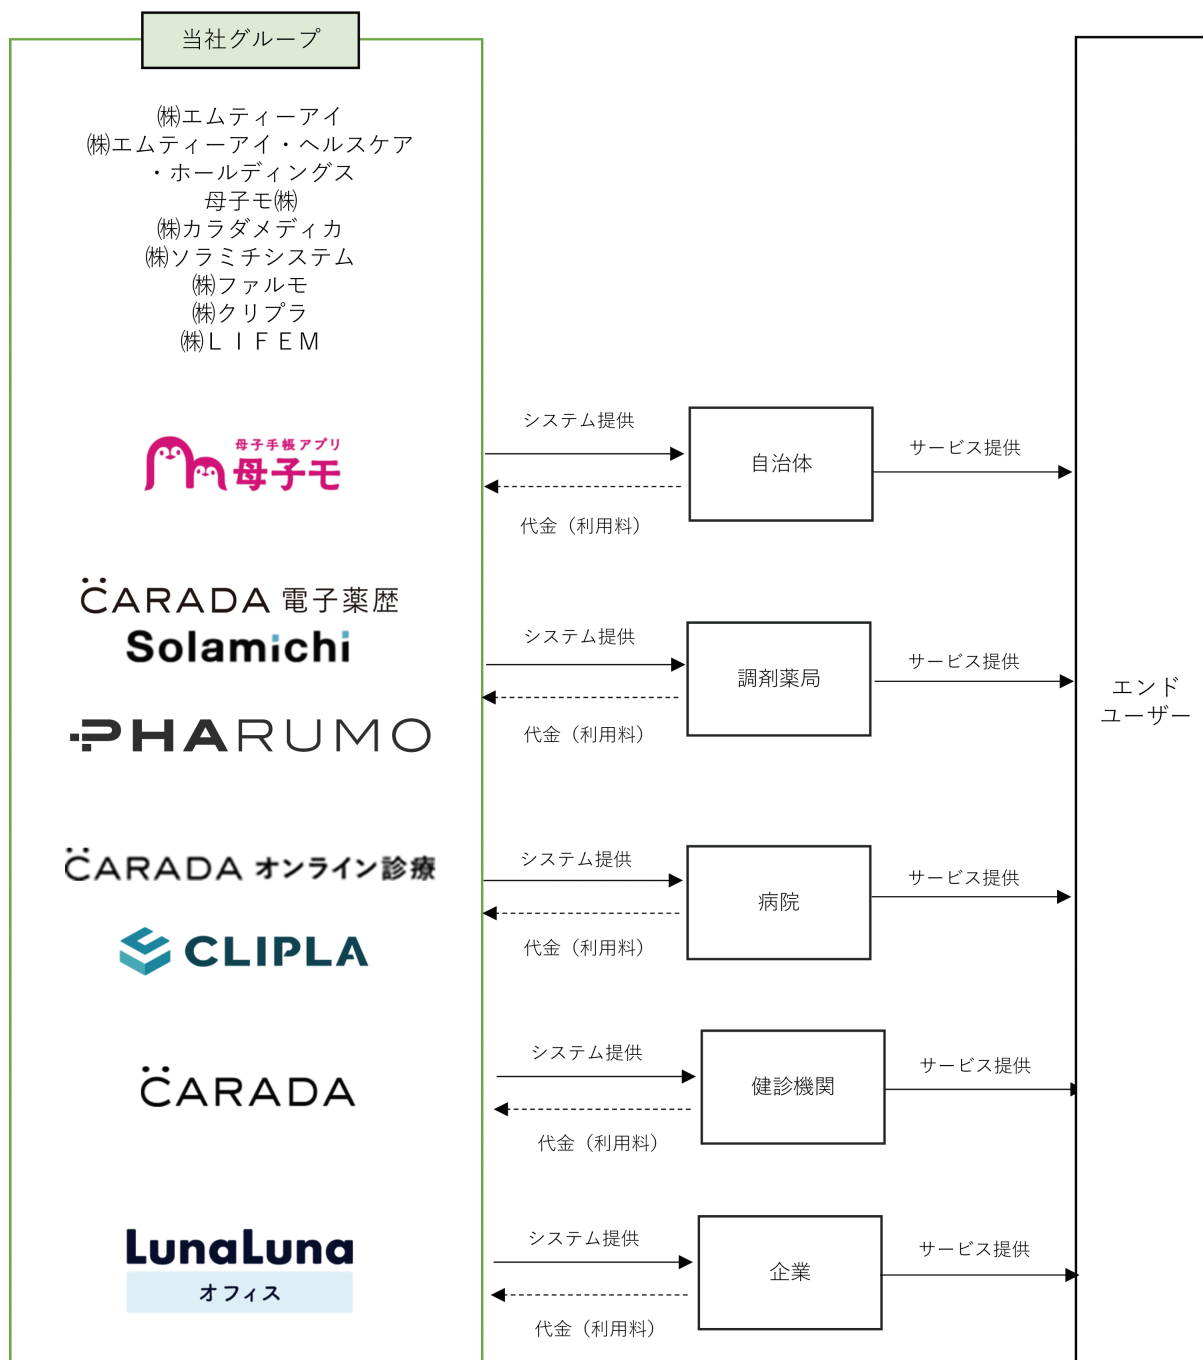 当社グループ
㈱エムティーアイ
㈱エムティーアイ・ヘルスケア
・ホールディングス
母子モ㈱
㈱カラダメディカ
㈱ソラミチシステム
㈱ファルモ
㈱クリプラ
㈱ＬＩＦＥＭ
母子手帳アプリ
母子モ
システム提供
代金（利用料）
自治体
サービス提供
CARADA 電子薬歴
Solamichi
PHARUMO
システム提供
代金（利用料）
調剤薬局
サービス提供
エンド
ユーザー
CARADA オンライン診療
CLIPLA
システム提供
代金（利用料）
病院
サービス提供
CARADA
システム提供
代金（利用料）
健診機関
サービス提供
LunaLuna
オフィス
システム提供
代金（利用料）
企業
サービス提供